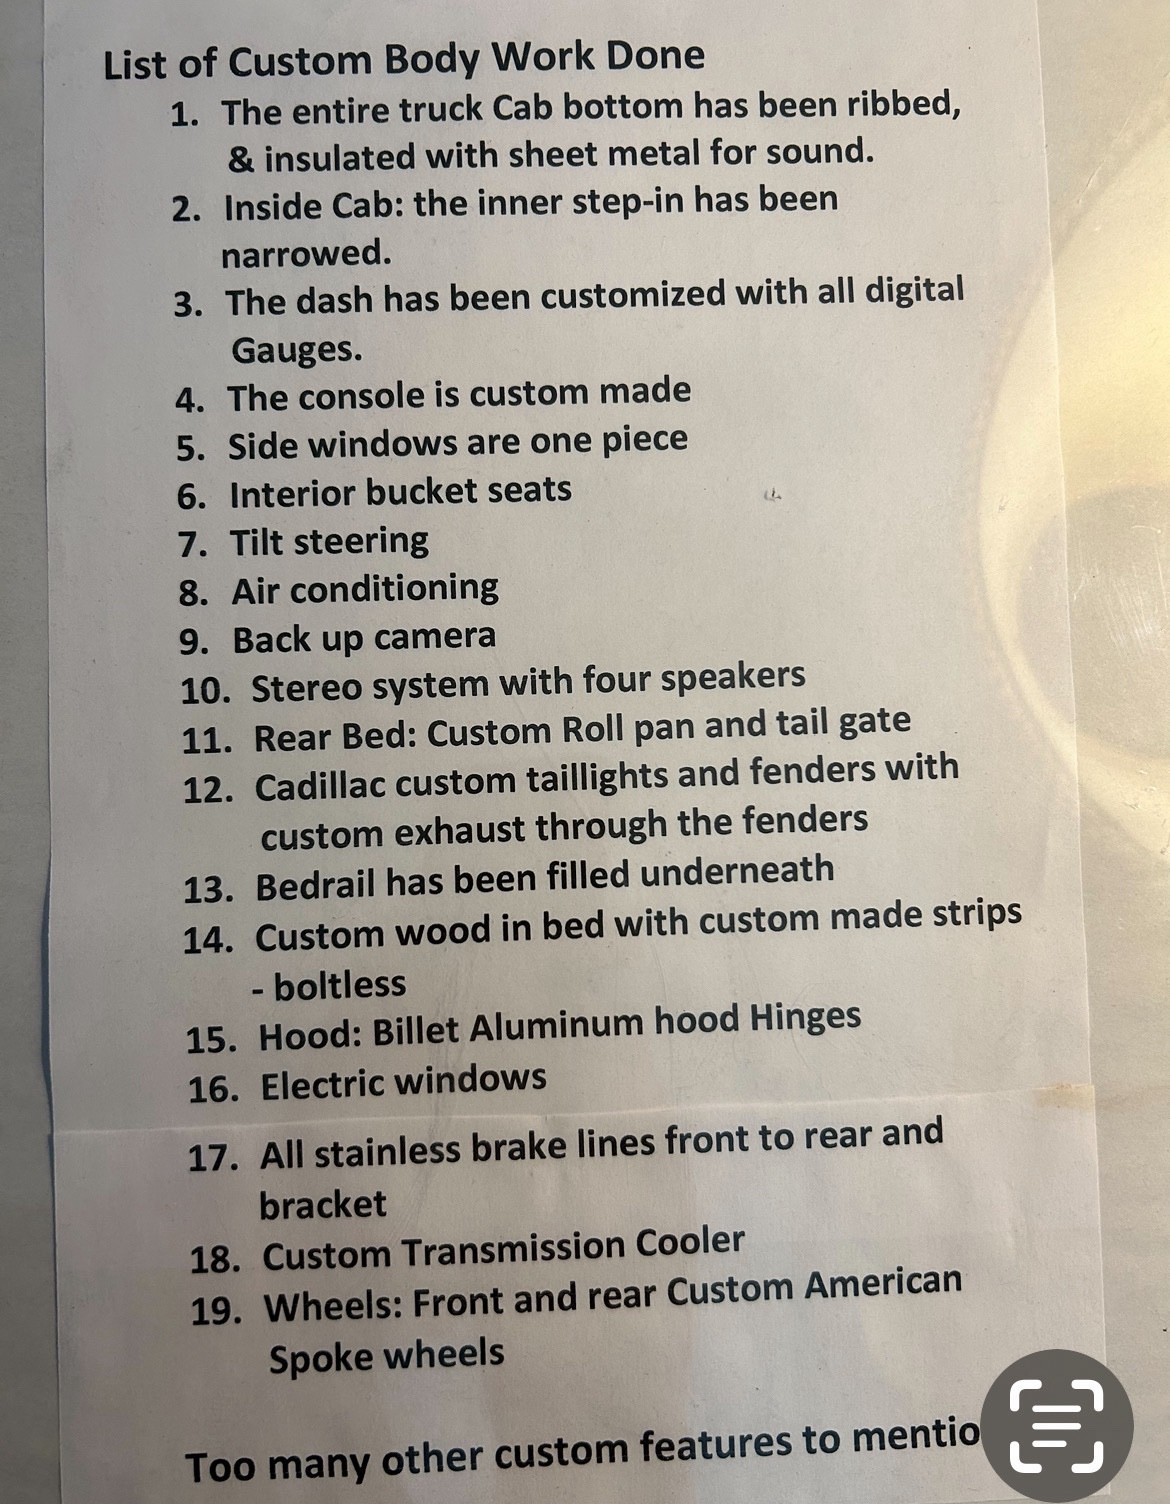 List of Custom Body Work Done
1. The entire truck Cab bottom has been ribbed,
& insulated with sheet metal for sound.
2. Inside Cab: the inner step-in has been
narrowed.
3. The dash has been customized with all digital
Gauges.
4. The console is custom made
5. Side windows are one piece
6. Interior bucket seats
7. Tilt steering
8. Air conditioning
9. Back up camera
10. Stereo system with four speakers
11. Rear Bed: Custom Roll pan and tail gate
12. Cadillac custom taillights and fenders with
custom exhaust through the fenders
13. Bedrail has been filled underneath
14. Custom wood in bed with custom made strips
- boltless
15. Hood: Billet Aluminum hood Hinges
16. Electric windows
17. All stainless brake lines front to rear and
bracket
18. Custom Transmission Cooler
19. Wheels: Front and rear Custom American
Spoke wheels
Too many other custom features to mentio